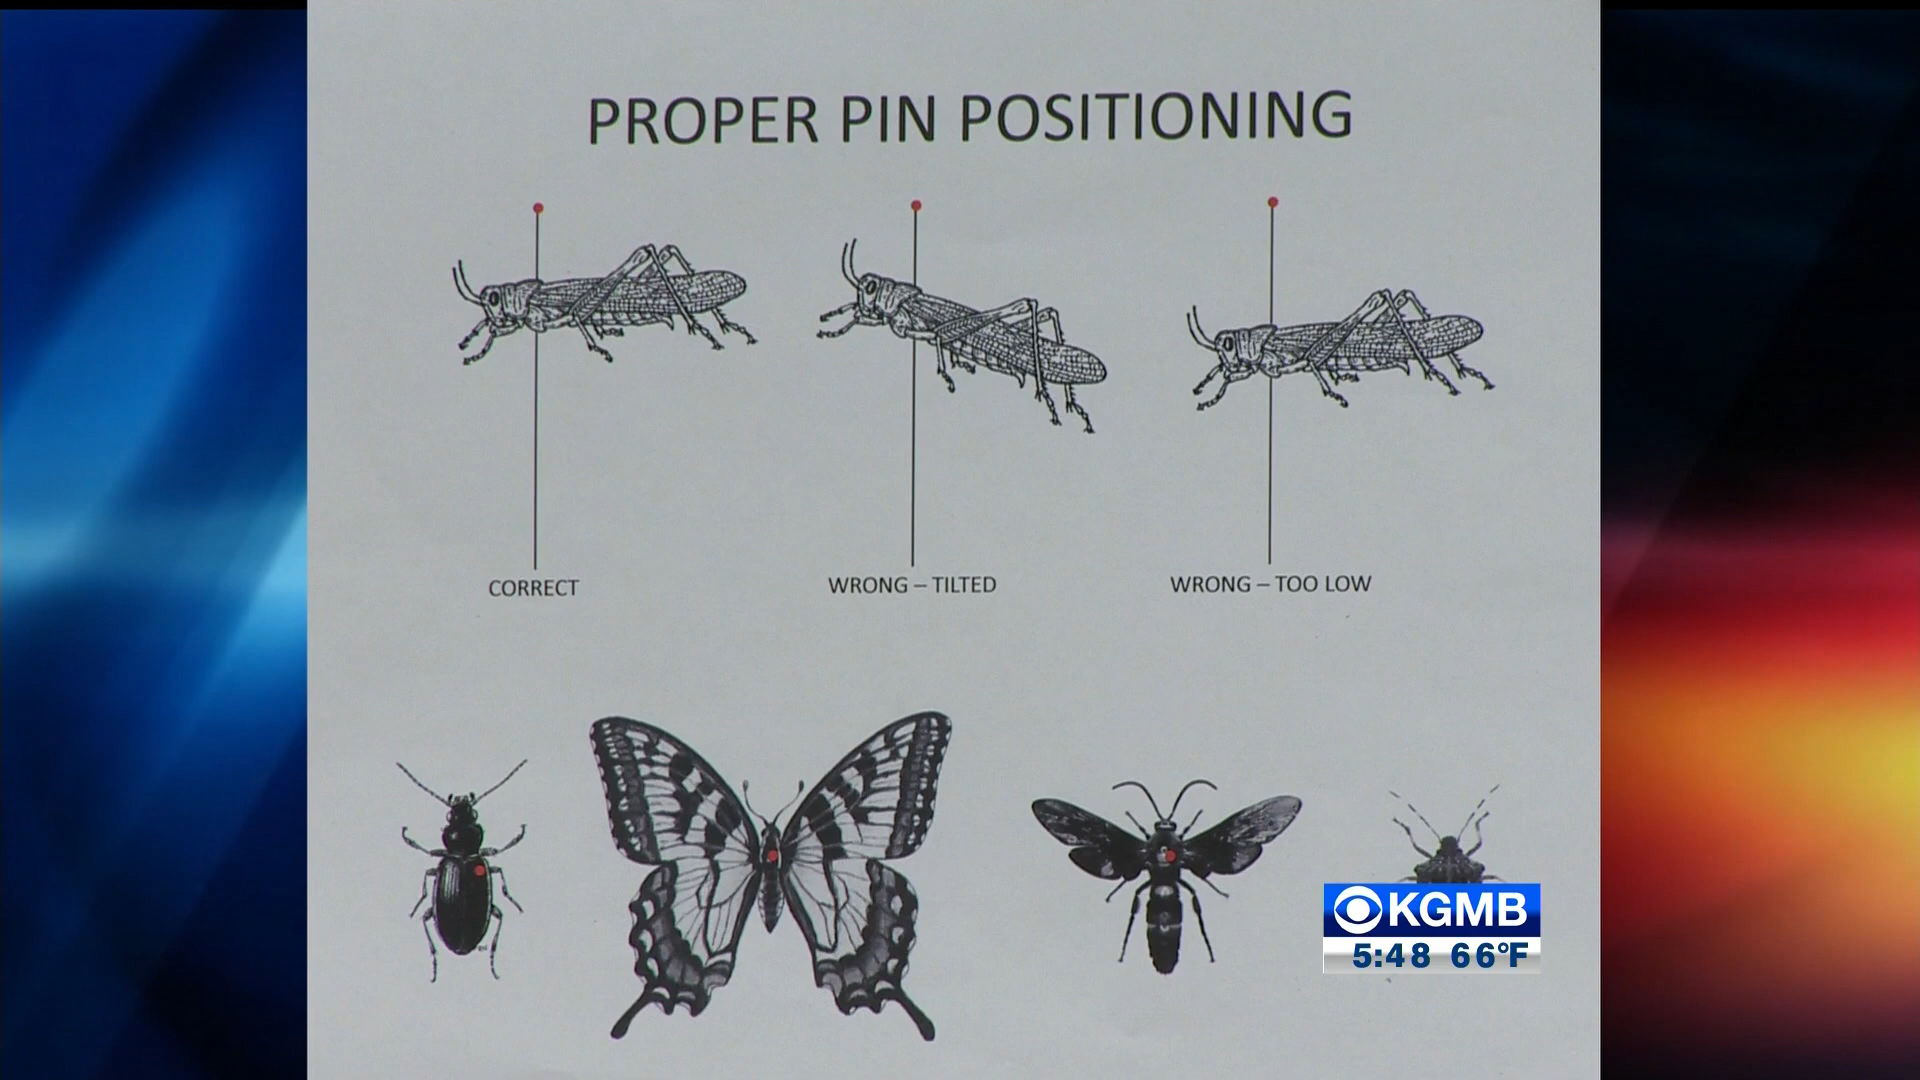 PROPER PIN POSITIONING
CORRECT
WRONG – TILTED
WRONG – TOO LOW
KGMB
5:48 66°F